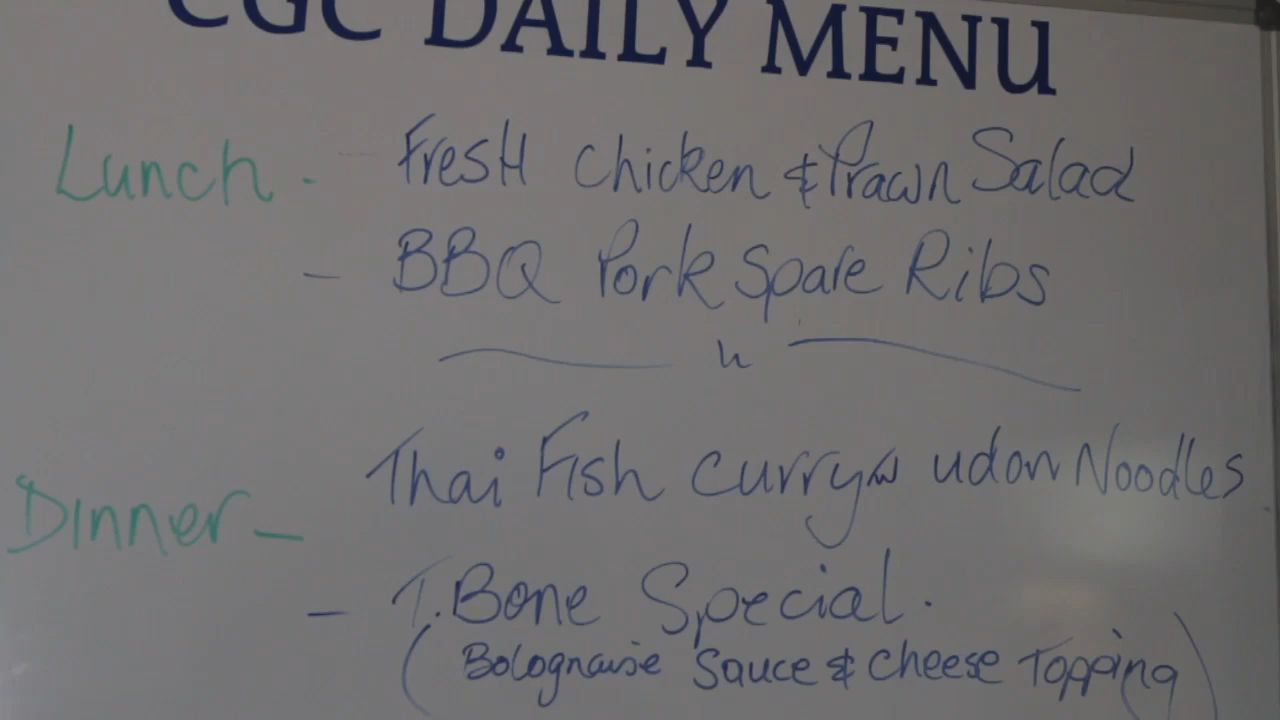 CGC DAILY MENU
Lunch - Fresh Chicken & Prawn Salad
- BBQ Pork Spare Ribs
Thai Fish Curry w udon Noodles
Dinner -
- T. Bone Special.
(Bolognaise Sauce & Cheese Topping)